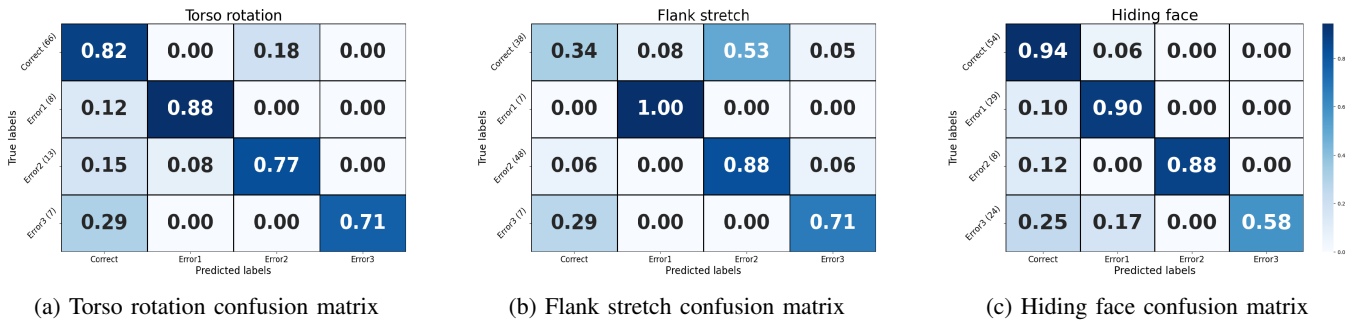 Torso rotation
True labels
Correct (66)
0.82 0.00 0.18 0.00
Error1 (8)
0.12 0.88 0.00 0.00
Error2 (13)
0.15 0.08 0.77 0.00
Error3 (7)
0.29 0.00 0.00 0.71
Correct Error1 Error2 Error3
Predicted labels
(a) Torso rotation confusion matrix
Flank stretch
True labels
Correct (38)
0.34 0.08 0.53 0.05
Error1 (7)
0.00 1.00 0.00 0.00
Error2 (48)
0.06 0.00 0.88 0.06
Error3 (7)
0.29 0.00 0.00 0.71
Correct Error1 Error2 Error3
Predicted labels
(b) Flank stretch confusion matrix
Hiding face
True labels
Correct (54)
0.94 0.06 0.00 0.00
Error1 (29)
0.10 0.90 0.00 0.00
Error2 (8)
0.12 0.00 0.88 0.00
Error3 (24)
0.25 0.17 0.00 0.58
Correct Error1 Error2 Error3
Predicted labels
0.8
0.6
0.4
0.2
0.0
(c) Hiding face confusion matrix